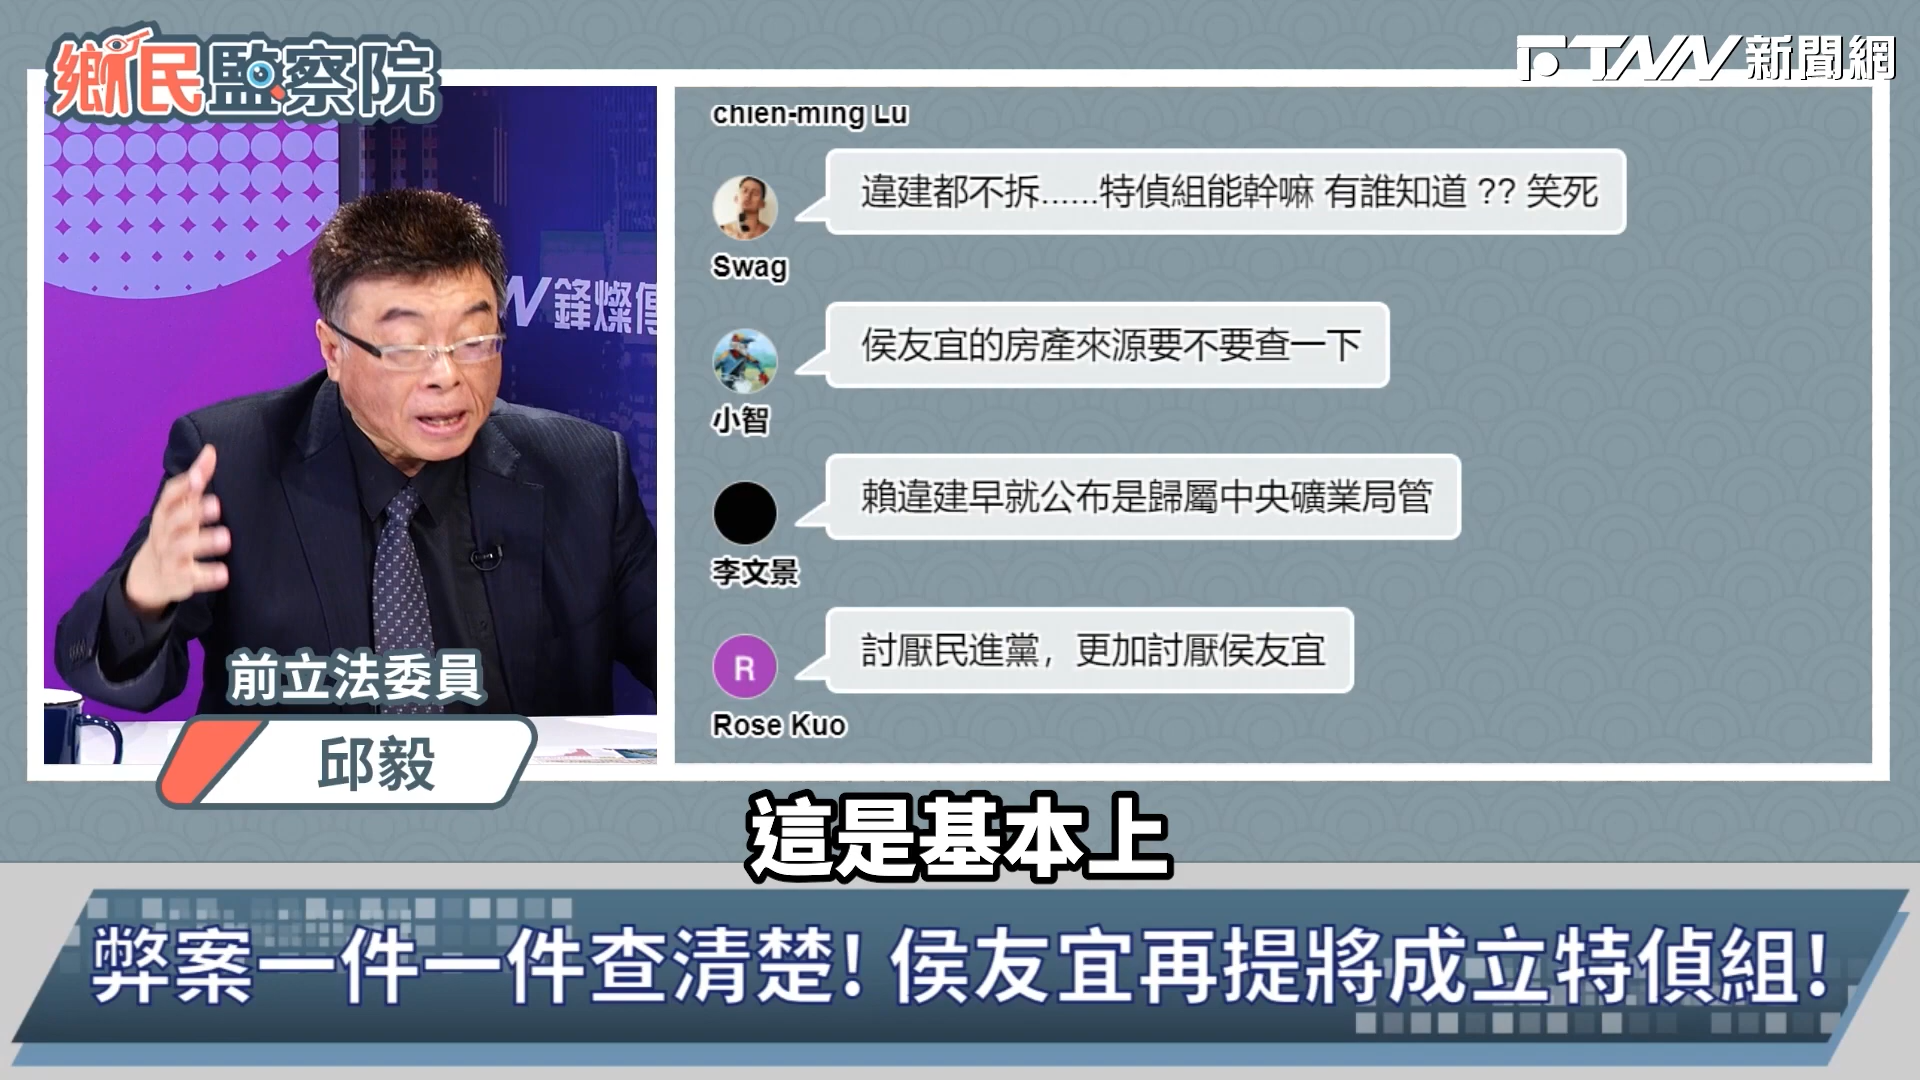 鄉民監察院
TNN新聞網
chien-ming Lu
違建都不拆......特偵組能幹嘛 有誰知道 ?? 笑死
Swag
侯友宜的房產來源要不要查一下
小智
賴違建早就公布是歸屬中央礦業局管
李文景
討厭民進黨，更加討厭侯友宜
R
Rose Kuo
N鋒燦傳
前立法委員
邱毅
這是基本上
弊案一件一件查清楚！侯友宜再提將成立特偵組！